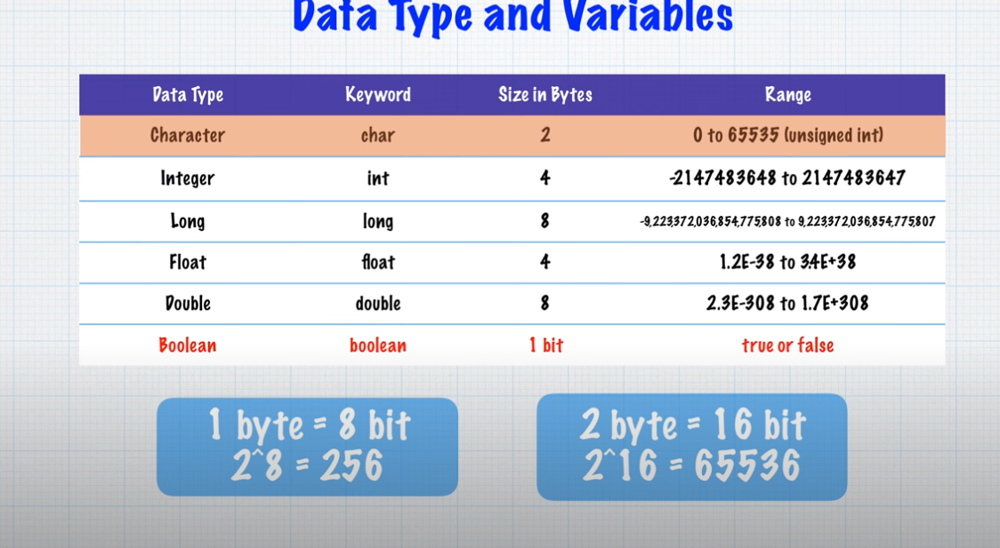 Data Type and Variables
Data Type Keyword Size in Bytes Range
Character char 2 0 to 65535 (unsigned int)
Integer int 4 -2147483648 to 2147483647
Long long 8 -9,223372,036,854,775,808 to 9,223372,036,854,775,807
Float float 4 1.2E-38 to 3.4E+38
Double double 8 2.3E-308 to 1.7E+308
Boolean boolean 1 bit true or false
1 byte = 8 bit
2^8 = 256
2 byte = 16 bit
2^16 = 65536